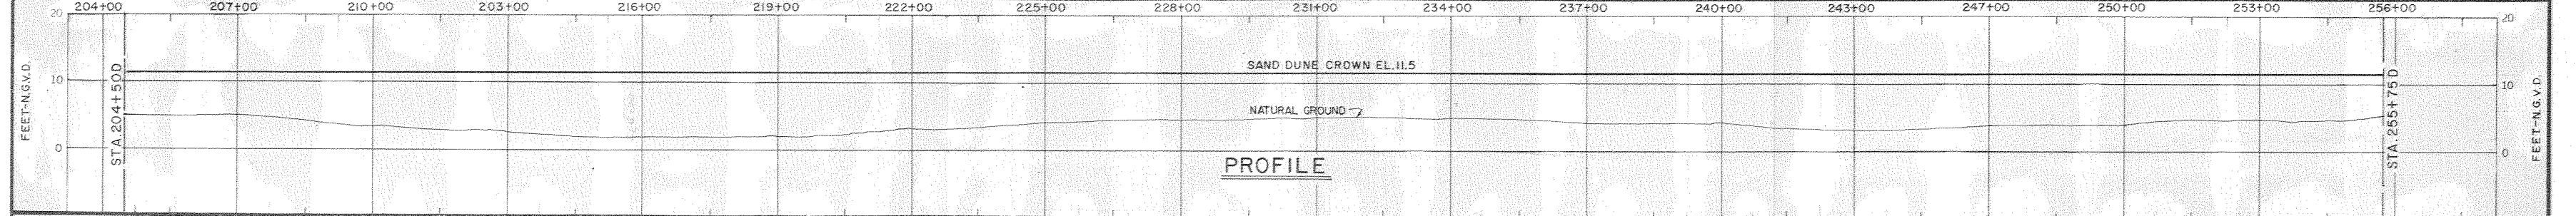 204+00 207+00 210+00 203+00 216+00 219+00 222+00 225+00 228+00 231+00 234+00 237+00 240+00 243+00 247+00 250+00 253+00 256+00
20 20
SAND DUNE CROWN EL.11.5
10 10
NATURAL GROUND
0 0
FEET-N.G.V.D.
STA.204+50D
STA.255+75D
FEET-N.G.V.D.
PROFILE